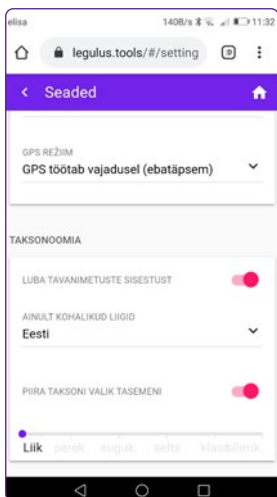 elisa 140B/s 11:32
legulus.tools/#/setting :D
Seaded
GPS REŽIIM
GPS töötab vajadusel (ebatäpsem)
TAKSONOOMIA
LUBA TAVANIMETUSTE SISESTUST
AINULT KOHALIKUD LIIGID
Eesti
PIIRA TAKSONI VALIK TASEMENI
Liik perek. suguk. selts